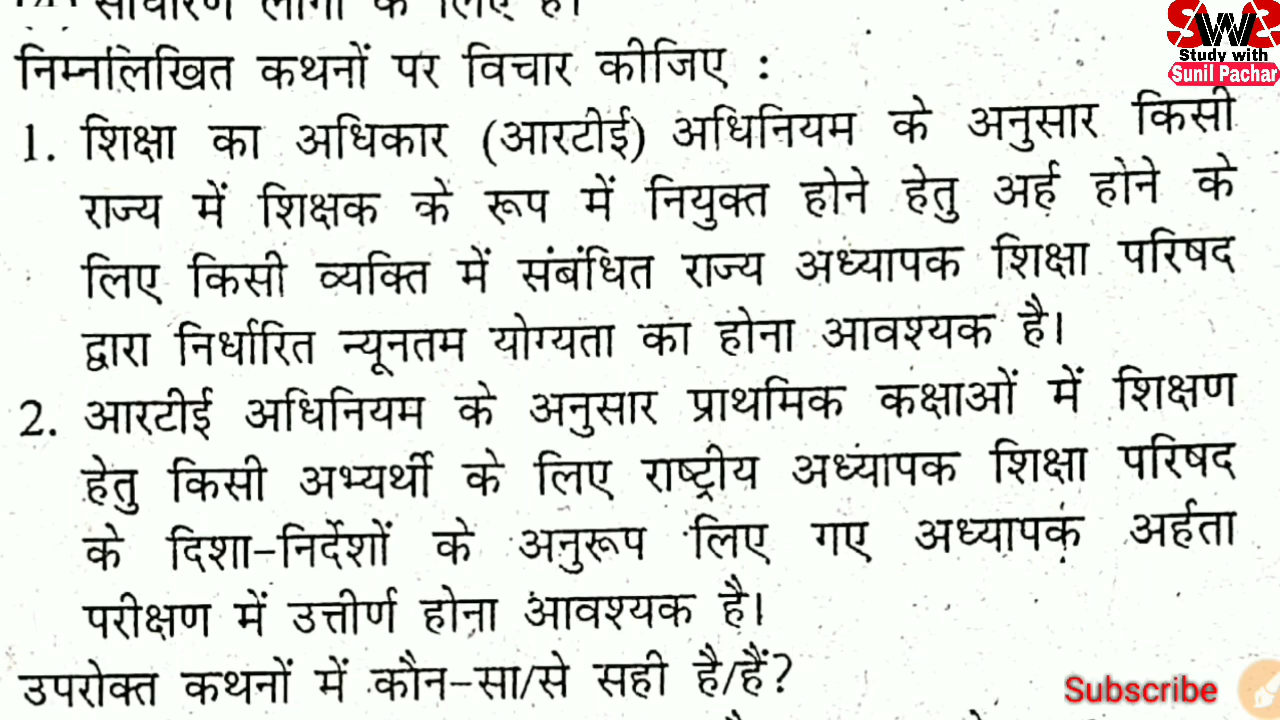 साधारण लोगों के लिए है।
निम्नलिखित कथनों पर विचार कीजिए :
1. शिक्षा का अधिकार (आरटीई) अधिनियम के अनुसार किसी
राज्य में शिक्षक के रूप में नियुक्त होने हेतु अर्ह होने के
लिए किसी व्यक्ति में संबंधित राज्य अध्यापक शिक्षा परिषद
द्वारा निर्धारित न्यूनतम योग्यता का होना आवश्यक है।
2. आरटीई अधिनियम के अनुसार प्राथमिक कक्षाओं में शिक्षण
हेतु किसी अभ्यर्थी के लिए राष्ट्रीय अध्यापक शिक्षा परिषद
के दिशा-निर्देशों के अनुरूप लिए गए अध्यापक अर्हता
परीक्षण में उत्तीर्ण होना आवश्यक है।
उपरोक्त कथनों में कौन-सा/से सही है/हैं?
SWS
Study with
Sunil Pachar
Subscribe